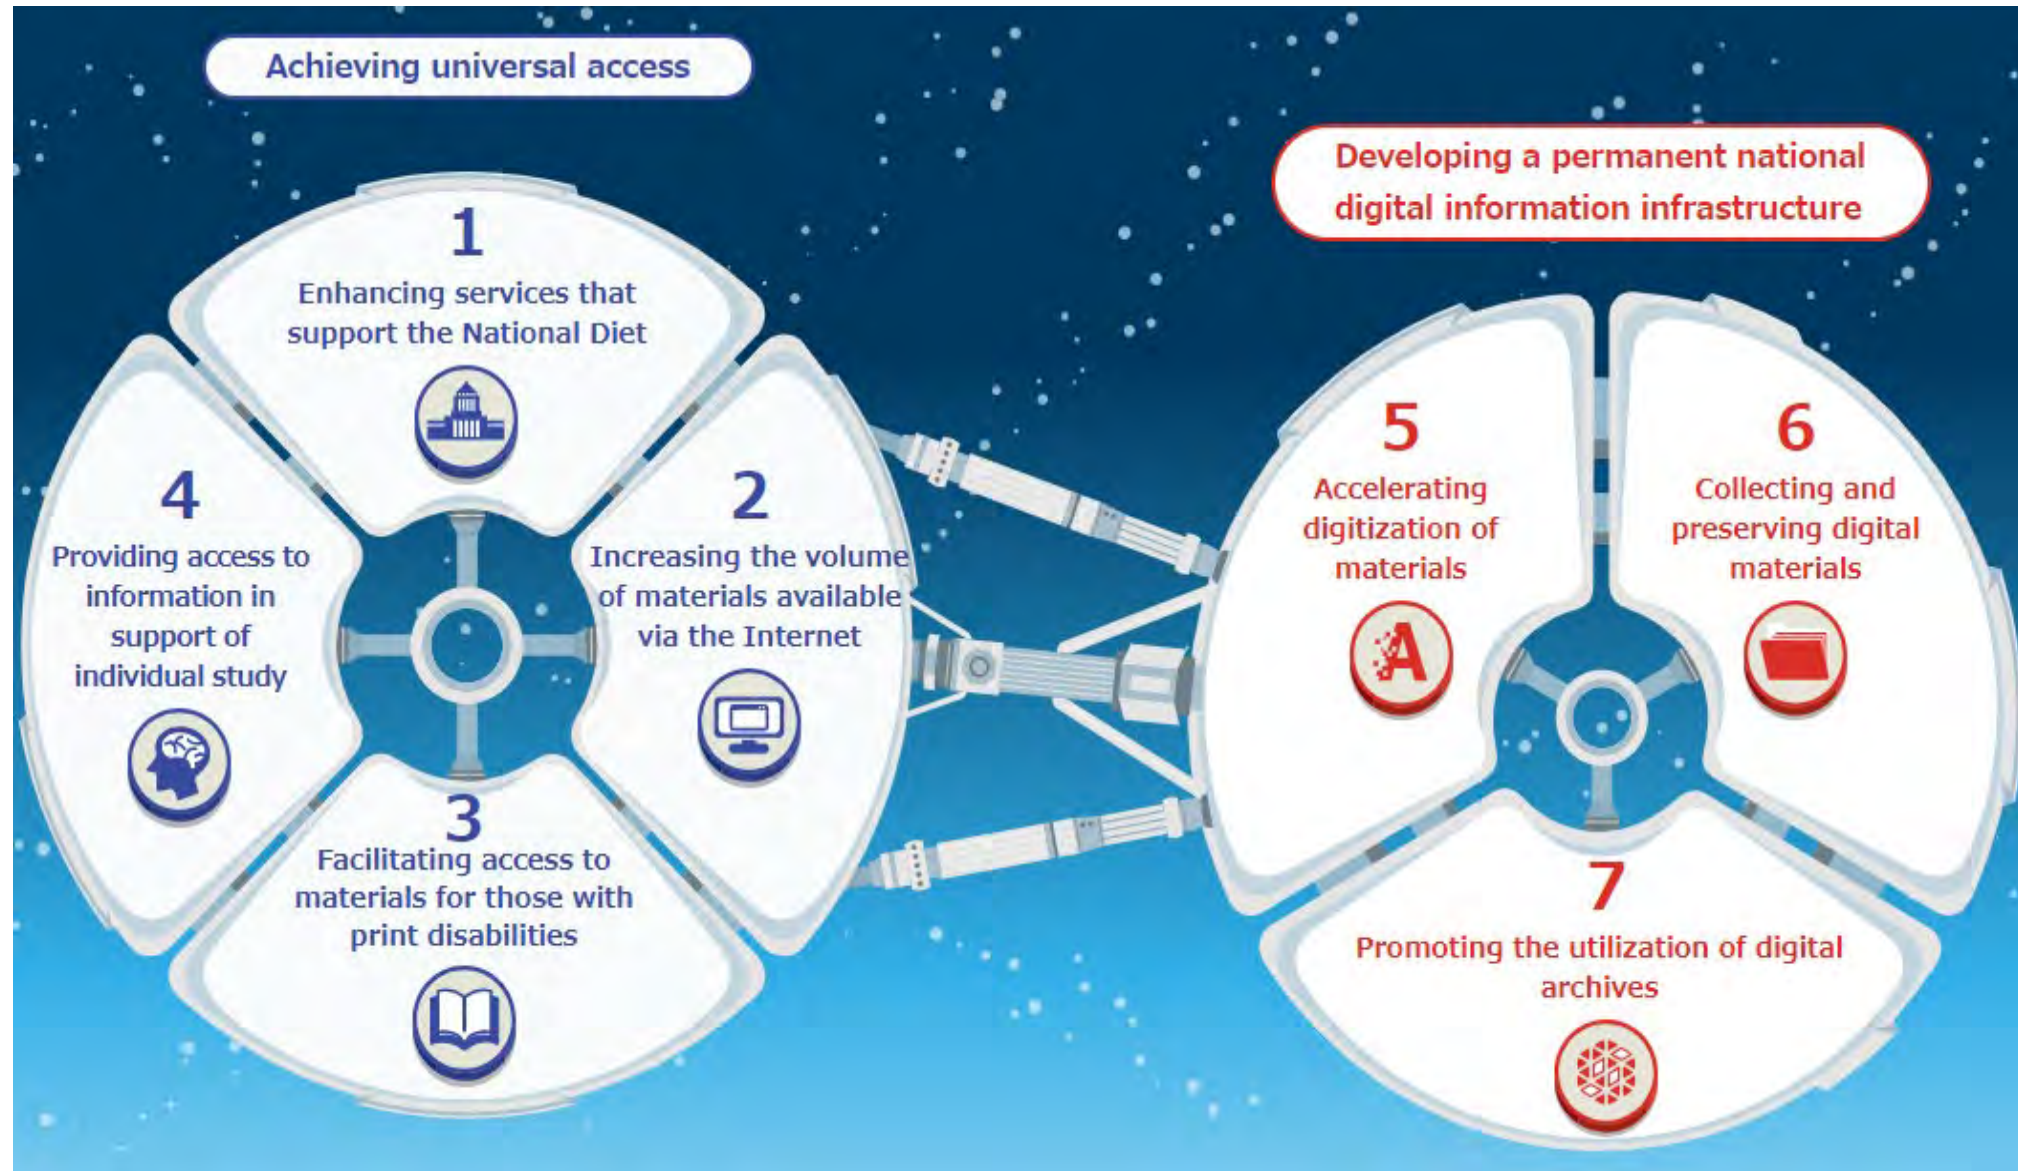 Achieving universal access
1
Enhancing services that
support the National Diet
2
Increasing the volume
of materials available
via the Internet
3
Facilitating access to
materials for those with
print disabilities
4
Providing access to
information in
support of
individual study
Developing a permanent national
digital information infrastructure
5
Accelerating
digitization of
materials
6
Collecting and
preserving digital
materials
7
Promoting the utilization of digital
archives